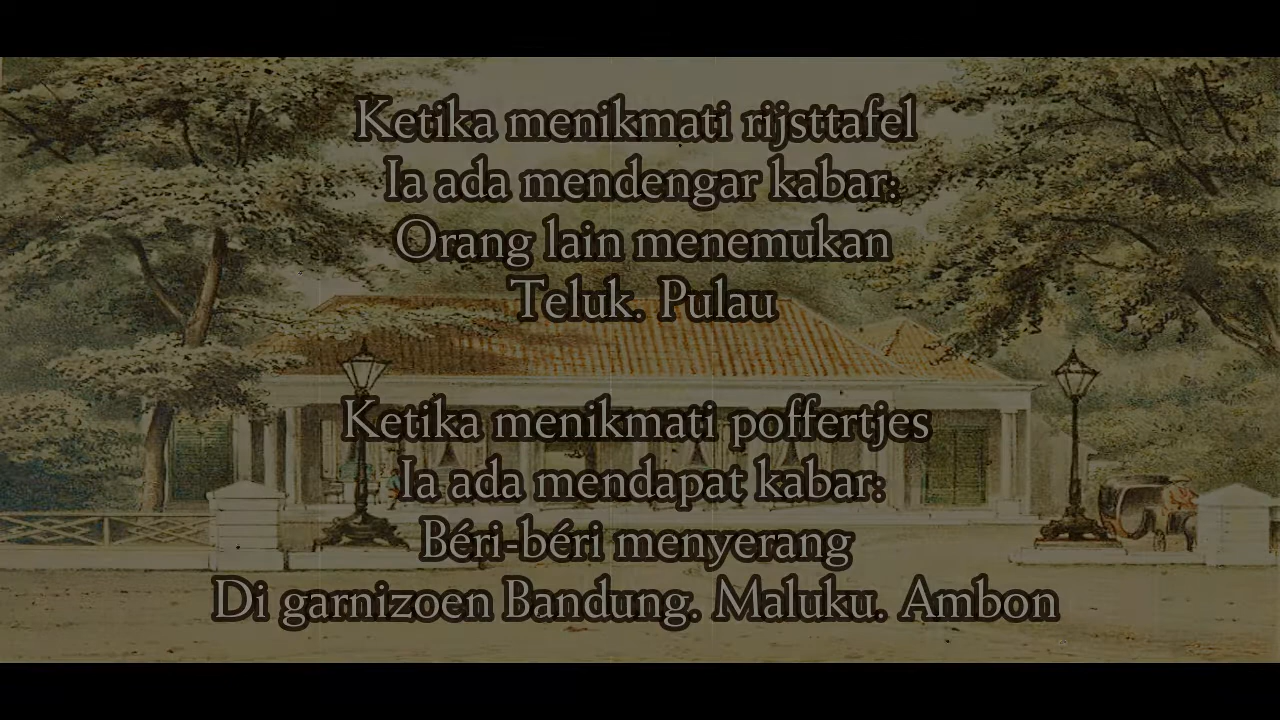 Ketika menikmati rijsttafel
Ia ada mendengar kabar:
Orang lain menemukan
Teluk. Pulau
Ketika menikmati poffertjes
Ia ada mendapat kabar:
Béri-béri menyerang
Di garnizoen Bandung. Maluku. Ambon